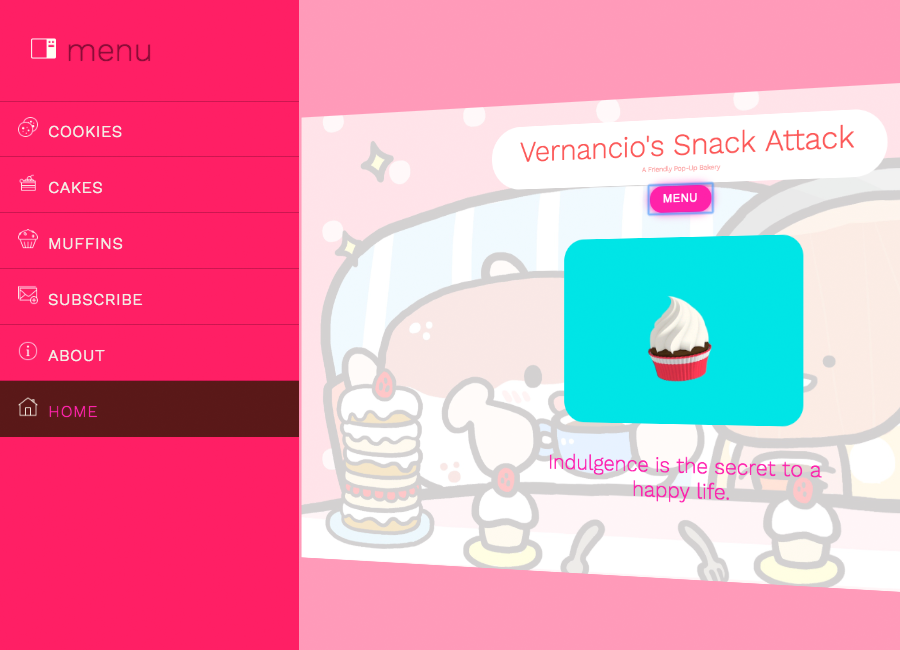 menu
COOKIES
CAKES
MUFFINS
SUBSCRIBE
ABOUT
HOME
Vernancio's Snack Attack
A Friendly Pop-Up Bakery
MENU
Indulgence is the secret to a
happy life.